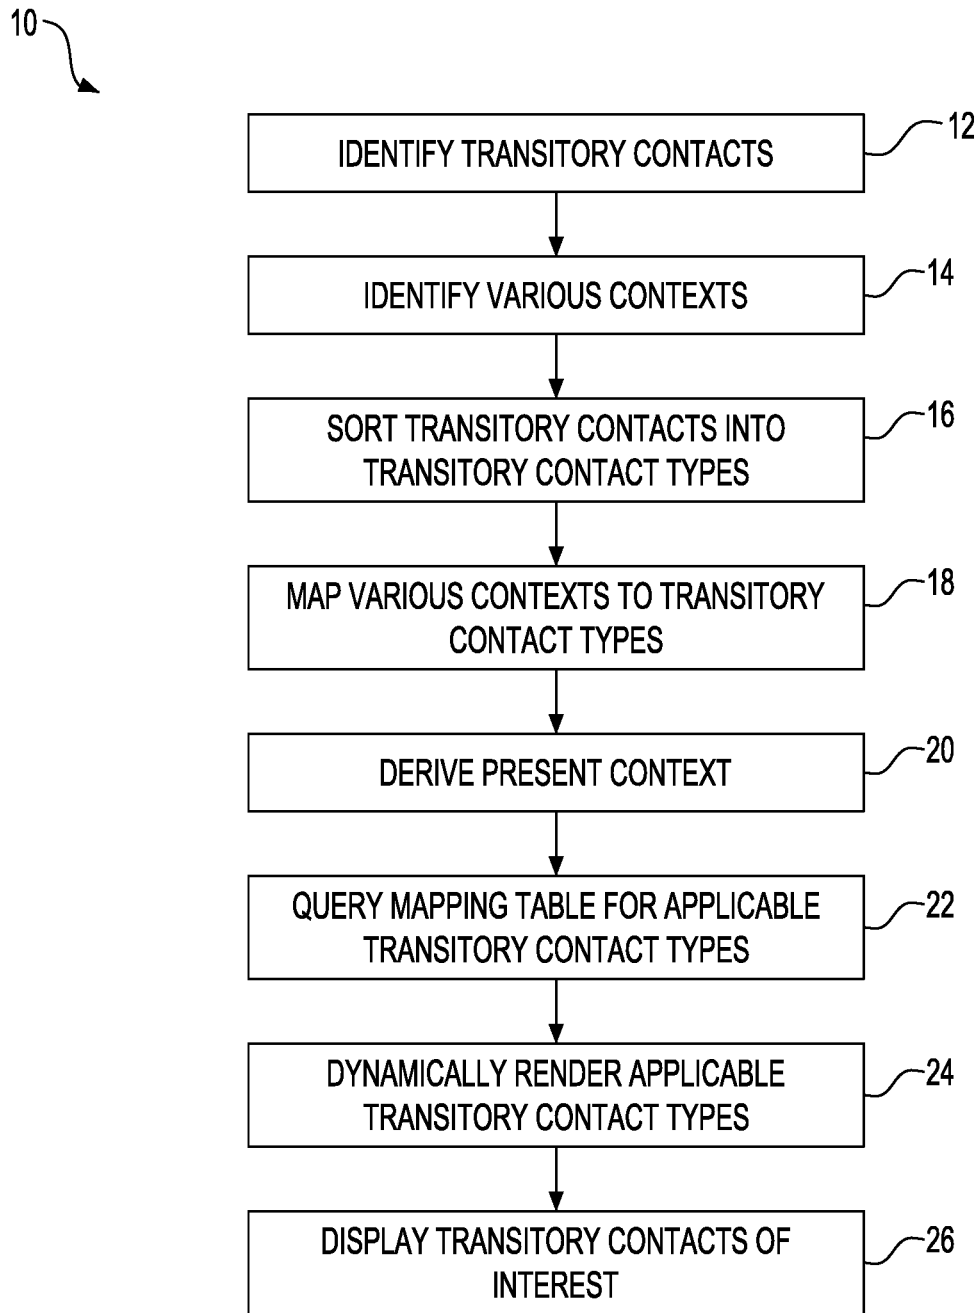 10
IDENTIFY TRANSITORY CONTACTS
12
IDENTIFY VARIOUS CONTEXTS
14
SORT TRANSITORY CONTACTS INTO
TRANSITORY CONTACT TYPES
16
MAP VARIOUS CONTEXTS TO TRANSITORY
CONTACT TYPES
18
DERIVE PRESENT CONTEXT
20
QUERY MAPPING TABLE FOR APPLICABLE
TRANSITORY CONTACT TYPES
22
DYNAMICALLY RENDER APPLICABLE
TRANSITORY CONTACT TYPES
24
DISPLAY TRANSITORY CONTACTS OF
INTEREST
26